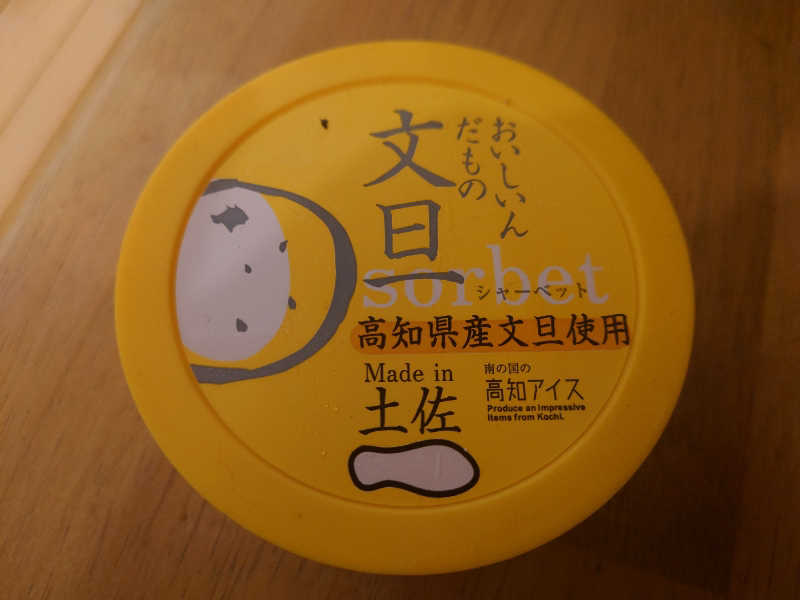 おいしいん
だもの
文旦
sorbet
シャーベット
高知県産文旦使用
Made in
土佐
南の国の
高知アイス
Produce an Impressive
Items from Kochi.